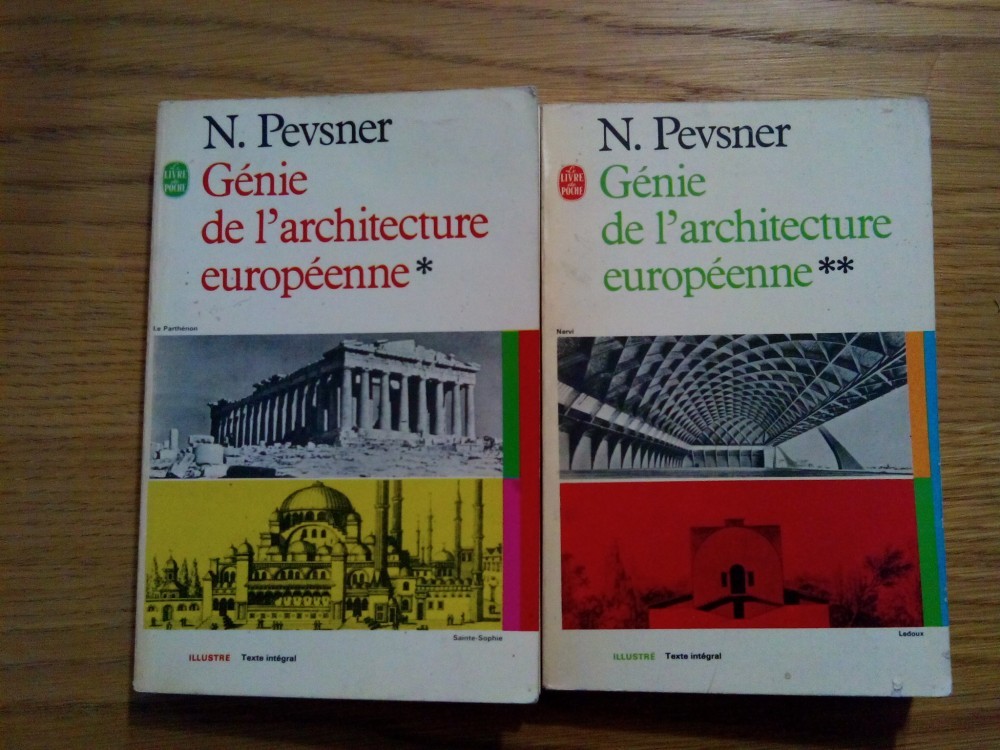 N. Pevsner
Le
LIVRE
de
POCHE
Génie
de l'architecture
européenne*
Le Parthénon
Sainte-Sophie
ILLUSTRÉ Texte intégral
N. Pevsner
Le
LIVRE
de
POCHE
Génie
de l'architecture
européenne**
Nervi
Ledoux
ILLUSTRÉ Texte intégral